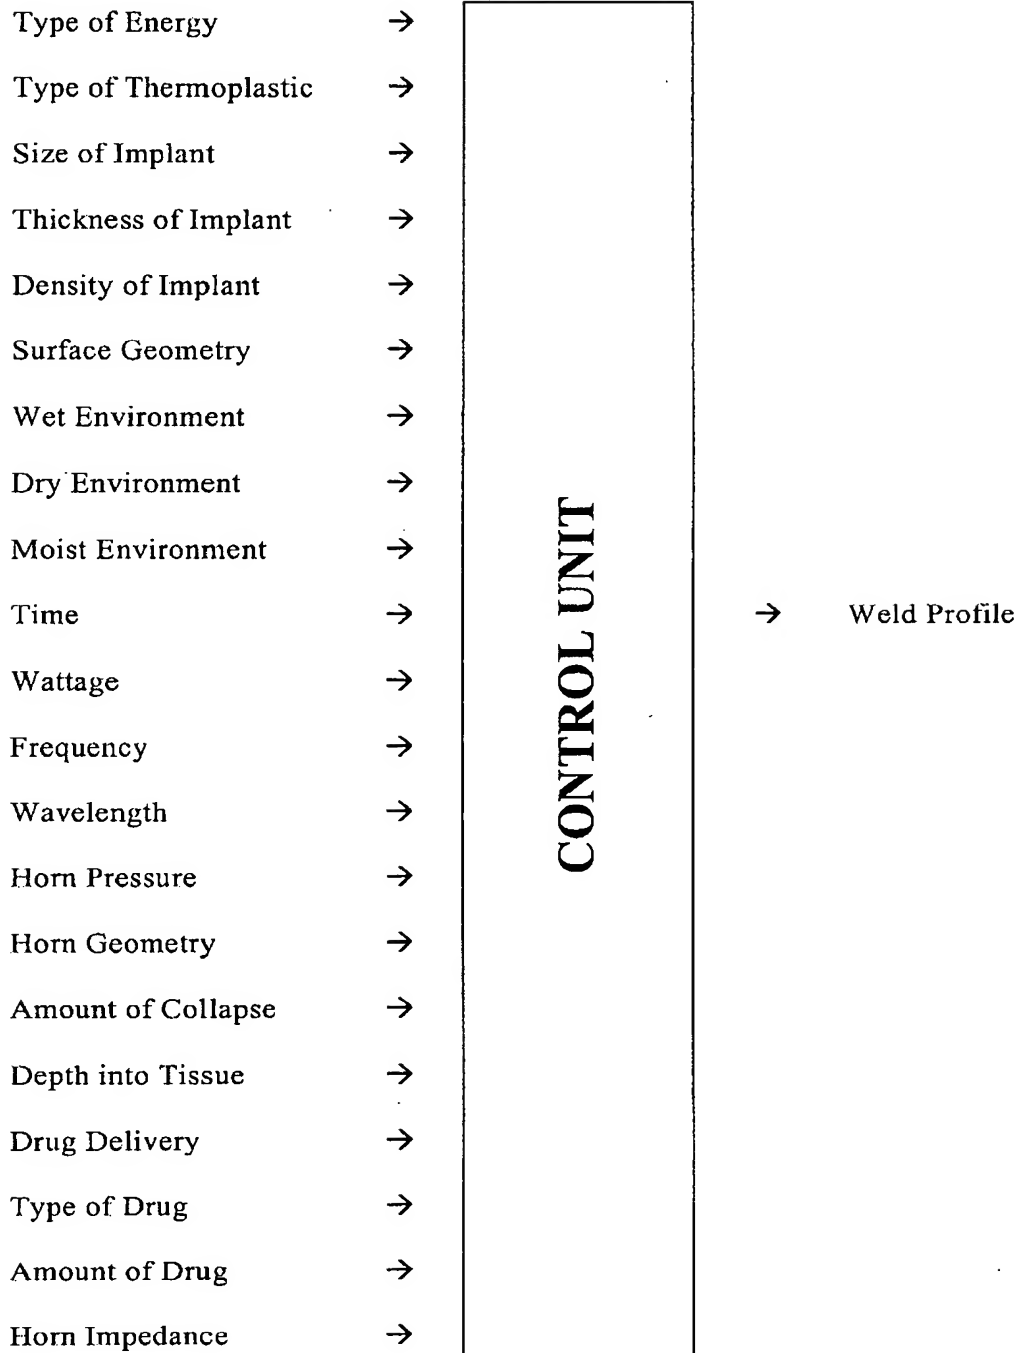 Type of Energy →
Type of Thermoplastic →
Size of Implant →
Thickness of Implant →
Density of Implant →
Surface Geometry →
Wet Environment →
Dry Environment →
Moist Environment →
Time →
Wattage →
Frequency →
Wavelength →
Horn Pressure →
Horn Geometry →
Amount of Collapse →
Depth into Tissue →
Drug Delivery →
Type of Drug →
Amount of Drug →
Horn Impedance →
CONTROL UNIT
→ Weld Profile